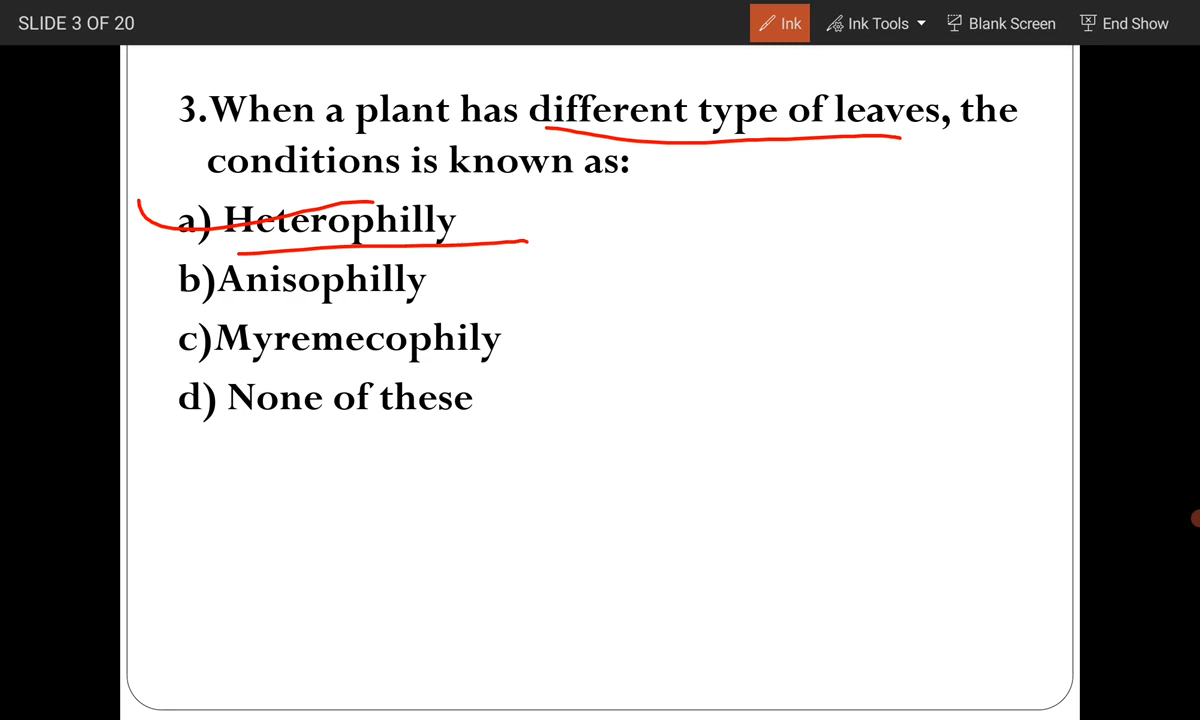 SLIDE 3 OF 20
Ink
Ink Tools
Blank Screen
End Show
3.When a plant has different type of leaves, the
conditions is known as:
a) Heterophilly
b)Anisophilly
c)Myremecophily
d) None of these